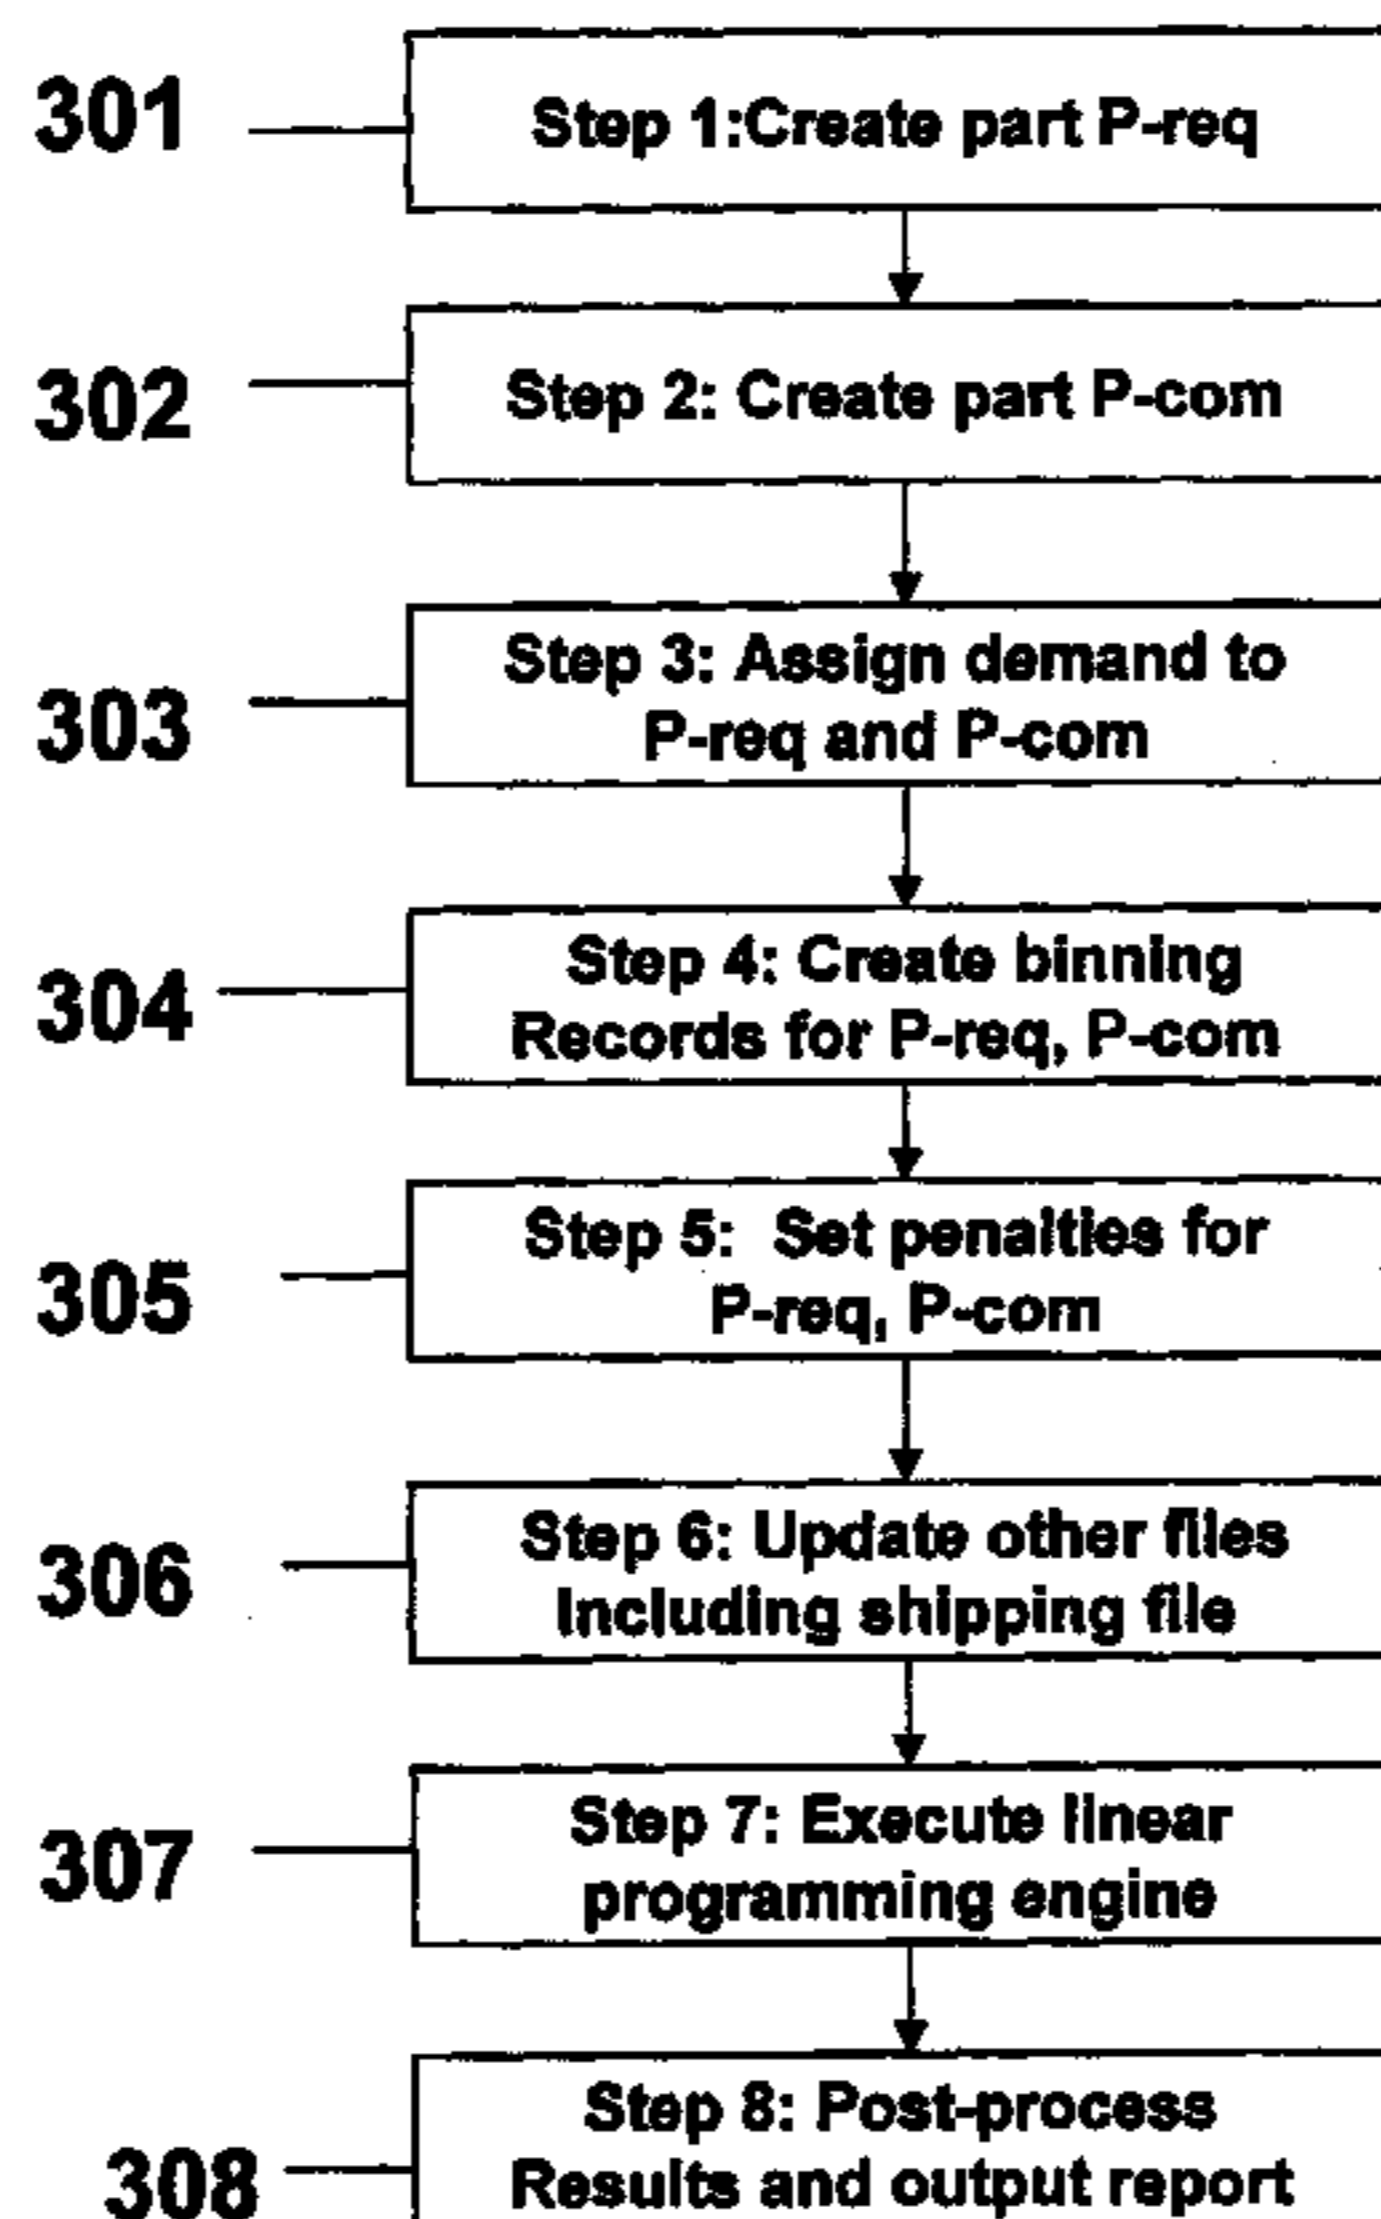 301
Step 1:Create part P-req
302
Step 2: Create part P-com
303
Step 3: Assign demand to
P-req and P-com
304
Step 4: Create binning
Records for P-req, P-com
305
Step 5: Set penalties for
P-req, P-com
306
Step 6: Update other files
Including shipping file
307
Step 7: Execute linear
programming engine
308
Step 8: Post-process
Results and output report